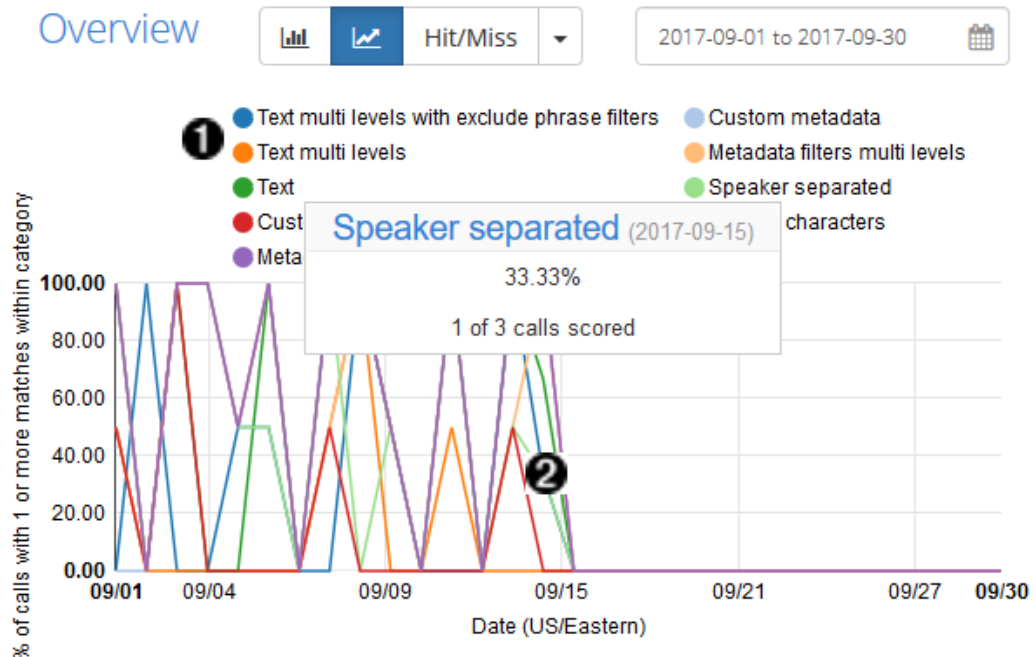 Overview
Hit/Miss
2017-09-01 to 2017-09-30
1
Text multi levels with exclude phrase filters
Custom metadata
Text multi levels
Metadata filters multi levels
Text
Speaker separated
Cust
characters
Meta
Speaker separated (2017-09-15)
33.33%
1 of 3 calls scored
% of calls with 1 or more matches within category
100.00
80.00
60.00
40.00
20.00
0.00
2
09/01 09/04 09/09 09/15 09/21 09/27 09/30
Date (US/Eastern)